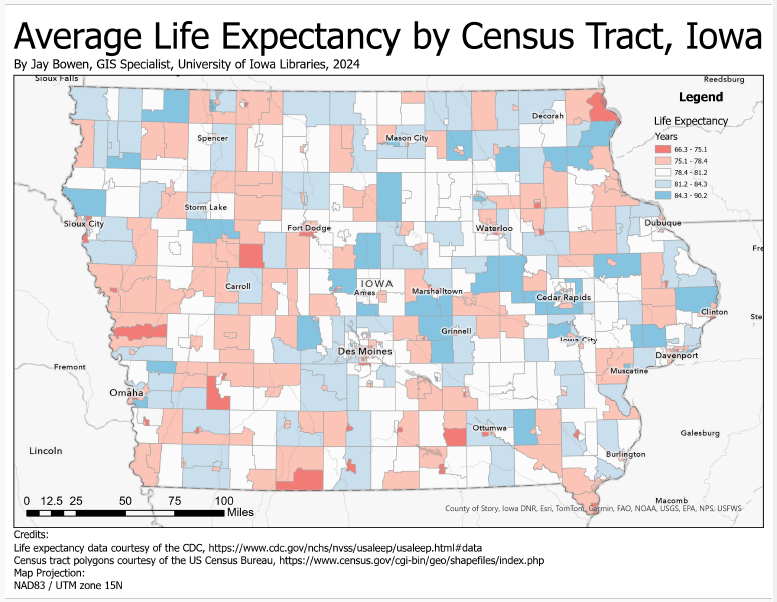 Average Life Expectancy by Census Tract, Iowa
By Jay Bowen, GIS Specialist, University of Iowa Libraries, 2024
Sioux Falls
Reedsburg
Legend
Life Expectancy
Years
66.3 - 75.1
75.1 - 78.4
78.4 - 81.2
81.2 - 84.3
84.3 - 90.2
Decorah
Spencer
Mason City
Storm Lake
Sioux City
Fort Dodge
Waterloo
Dubuque
Fre
IOWA
Carroll
Ames
Marshalltown
Cedar Rapids
Clinton
Ste
Grinnell
Iowa City
Des Moines
Davenport
Fremont
Muscatine
Omaha
Ottumwa
Galesburg
Lincoln
Burlington
Macomb
0 12.5 25 50 75 100
Miles
County of Story, Iowa DNR, Esri, TomTom, Garmin, FAO, NOAA, USGS, EPA, NPS, USFWS
Credits:
Life expectancy data courtesy of the CDC, https://www.cdc.gov/nchs/nvss/usaleep/usaleep.html#data
Census tract polygons courtesy of the US Census Bureau, https://www.census.gov/cgi-bin/geo/shapefiles/index.php
Map Projection:
NAD83 / UTM zone 15N